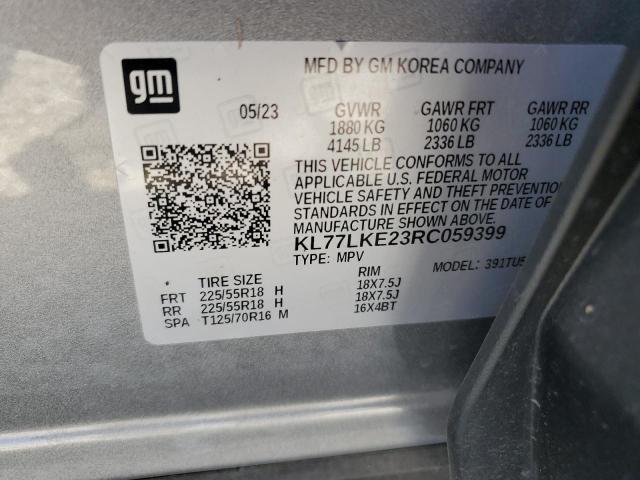 gm
MFD BY GM KOREA COMPANY
05/23 GVWR GAWR FRT GAWR RR
1880 KG 1060 KG 1060 KG
4145 LB 2336 LB 2336 LB
THIS VEHICLE CONFORMS TO ALL
APPLICABLE U.S. FEDERAL MOTOR
VEHICLE SAFETY AND THEFT PREVENTION
STANDARDS IN EFFECT ON THE DATE OF
MANUFACTURE SHOWN ABOVE.
KL77LKE23RC059399
TYPE: MPV MODEL: 391TU5
TIRE SIZE RIM
FRT 225/55R18 H 18X7.5J
RR 225/55R18 H 18X7.5J
SPA T125/70R16 M 16X4BT